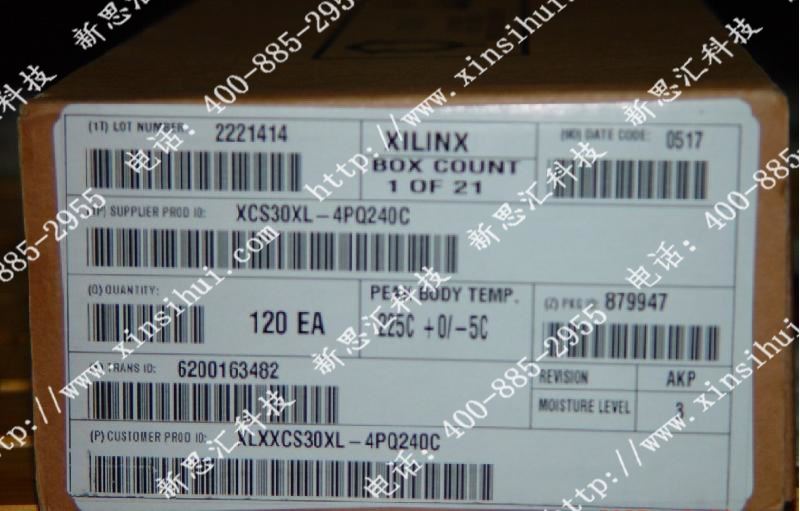 (1T) LOT NUMBER: 2221414
XILINX
BOX COUNT
1 OF 21
(9D) DATE CODE: 0517
(1P) SUPPLIER PROD ID: XCS30XL-4PQ240C
(Q) QUANTITY:
120 EA
PEAK BODY TEMP.
225C +0/-5C
(Z) PKG ID: 879947
TRANS ID: 6200163482
REVISION AKP
MOISTURE LEVEL 3
(P) CUSTOMER PROD ID: XLXXCS30XL-4PQ240C
新思汇科技
电话：400-885-2955
http://www.xinsihui.com